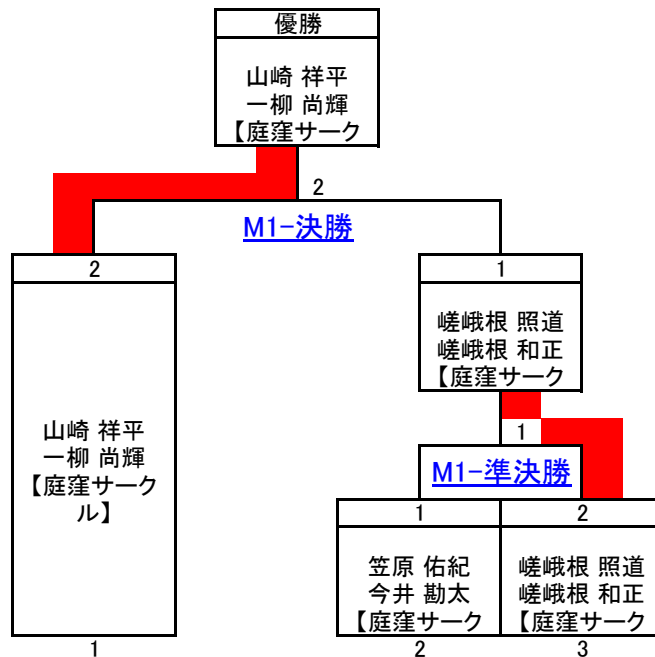 優勝
山崎 祥平
一柳 尚輝
【庭窪サーク
2
M1-決勝
2
1
嵯峨根 照道
嵯峨根 和正
【庭窪サーク
山崎 祥平
一柳 尚輝
【庭窪サーク
ル】
1
M1-準決勝
1
2
笠原 佑紀
今井 勘太
【庭窪サーク
嵯峨根 照道
嵯峨根 和正
【庭窪サーク
1
2
3